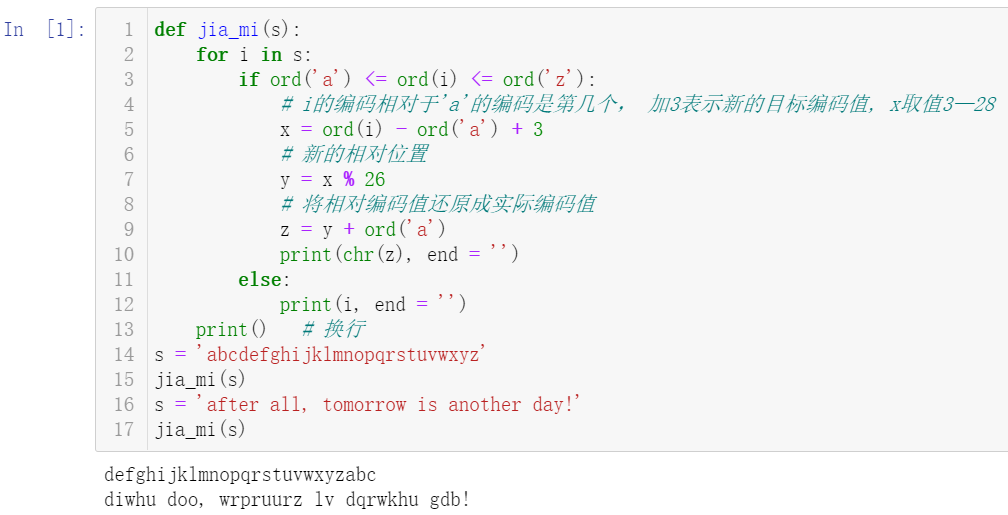 In [1]:
1 def jia_mi(s):
2     for i in s:
3         if ord('a') <= ord(i) <= ord('z'):
4             # i的编码相对于'a'的编码是第几个， 加3表示新的目标编码值, x取值3—28
5             x = ord(i) - ord('a') + 3
6             # 新的相对位置
7             y = x % 26
8             # 将相对编码值还原成实际编码值
9             z = y + ord('a')
10             print(chr(z), end = '')
11         else:
12             print(i, end = '')
13     print()   # 换行
14 s = 'abcdefghijklmnopqrstuvwxyz'
15 jia_mi(s)
16 s = 'after all, tomorrow is another day!'
17 jia_mi(s)
defghijklmnopqrstuvwxyzabc
diwhu doo, wrpruurz lv dqrwkhu gdb!